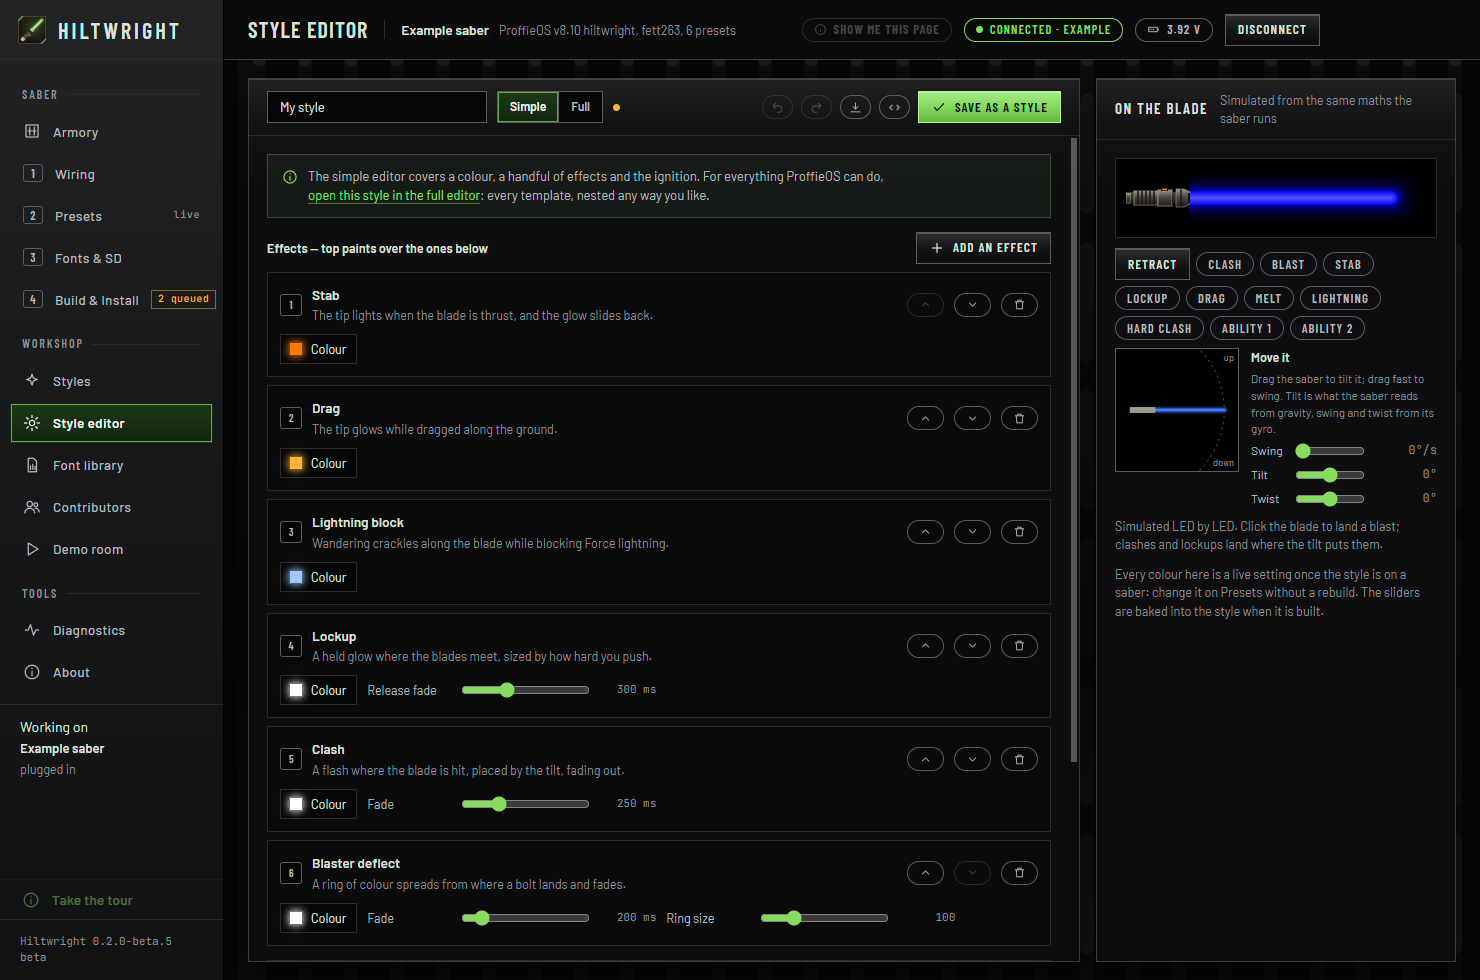 HILTWRIGHT
SABER
Armory
1 Wiring
2 Presets live
3 Fonts & SD
4 Build & Install 2 queued
WORKSHOP
Styles
Style editor
Font library
Contributors
Demo room
TOOLS
Diagnostics
About
Working on
Example saber
plugged in
Take the tour
Hiltwright 0.2.0-beta.5
beta
STYLE EDITOR
Example saber ProffieOS v8.10 hiltwright, fett263, 6 presets
SHOW ME THIS PAGE
CONNECTED · EXAMPLE
3.92 V
DISCONNECT
My style
Simple Full
SAVE AS A STYLE
The simple editor covers a colour, a handful of effects and the ignition. For everything ProffieOS can do,
open this style in the full editor: every template, nested any way you like.
Effects — top paints over the ones below
ADD AN EFFECT
1 Stab
The tip lights when the blade is thrust, and the glow slides back.
Colour
2 Drag
The tip glows while dragged along the ground.
Colour
3 Lightning block
Wandering crackles along the blade while blocking Force lightning.
Colour
4 Lockup
A held glow where the blades meet, sized by how hard you push.
Colour Release fade 300 ms
5 Clash
A flash where the blade is hit, placed by the tilt, fading out.
Colour Fade 250 ms
6 Blaster deflect
A ring of colour spreads from where a bolt lands and fades.
Colour Fade 200 ms Ring size 100
ON THE BLADE
Simulated from the same maths the
saber runs
RETRACT CLASH BLAST STAB
LOCKUP DRAG MELT LIGHTNING
HARD CLASH ABILITY 1 ABILITY 2
up
down
Move it
Drag the saber to tilt it; drag fast to
swing. Tilt is what the saber reads
from gravity, swing and twist from its
gyro.
Swing 0°/s
Tilt 0°
Twist 0°
Simulated LED by LED. Click the blade to land a blast;
clashes and lockups land where the tilt puts them.
Every colour here is a live setting once the style is on a
saber: change it on Presets without a rebuild. The sliders
are baked into the style when it is built.